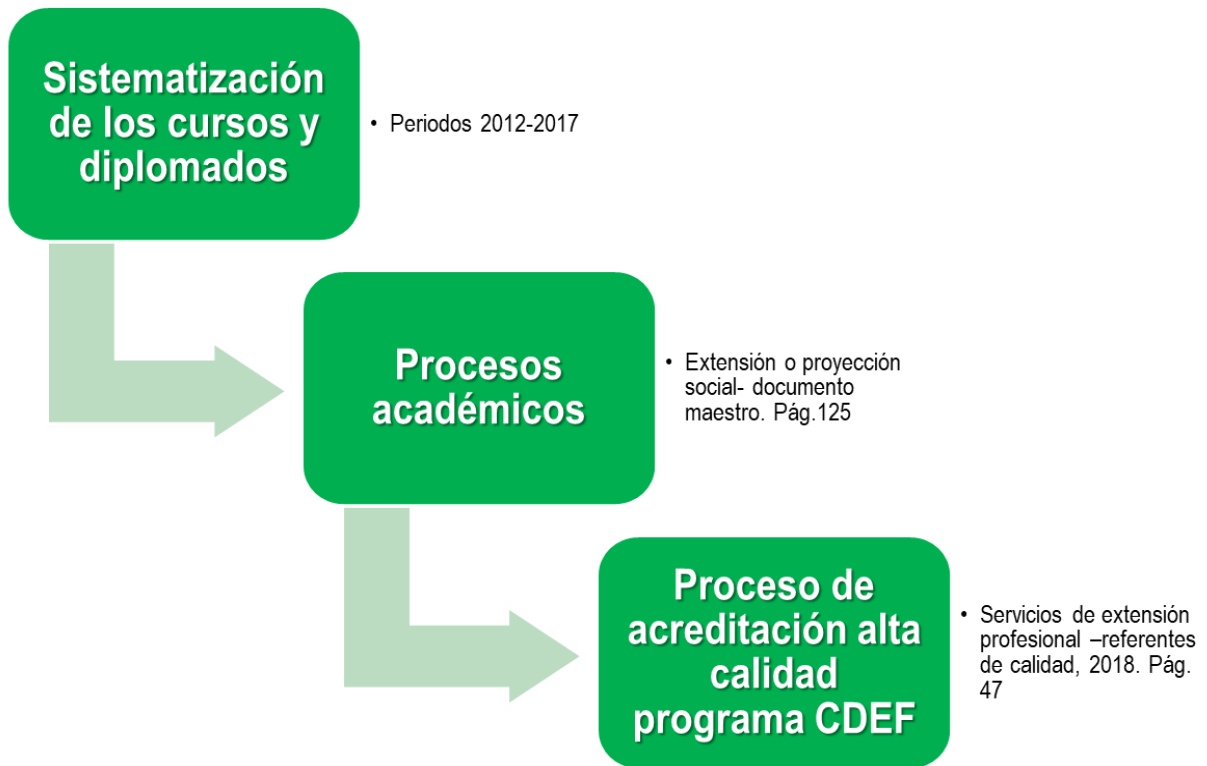 Sistematización
de los cursos y
diplomados
• Periodos 2012-2017
Procesos
académicos
• Extensión o proyección
social- documento
maestro. Pág.125
Proceso de
acreditación alta
calidad
programa CDEF
• Servicios de extensión
profesional –referentes
de calidad, 2018. Pág.
47